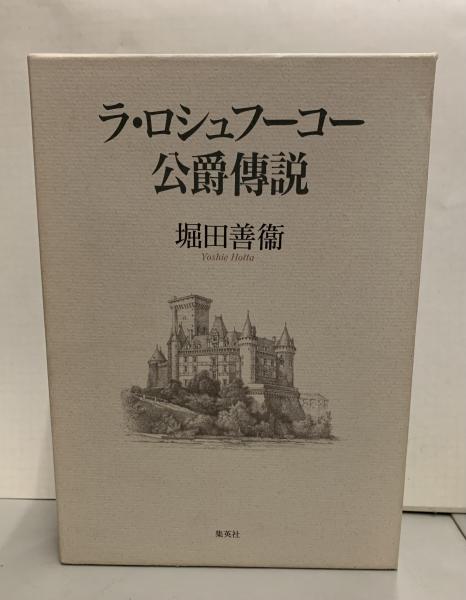 ラ・ロシュフーコー
公爵傳説
堀田善衞
Yoshie Hotta
集英社